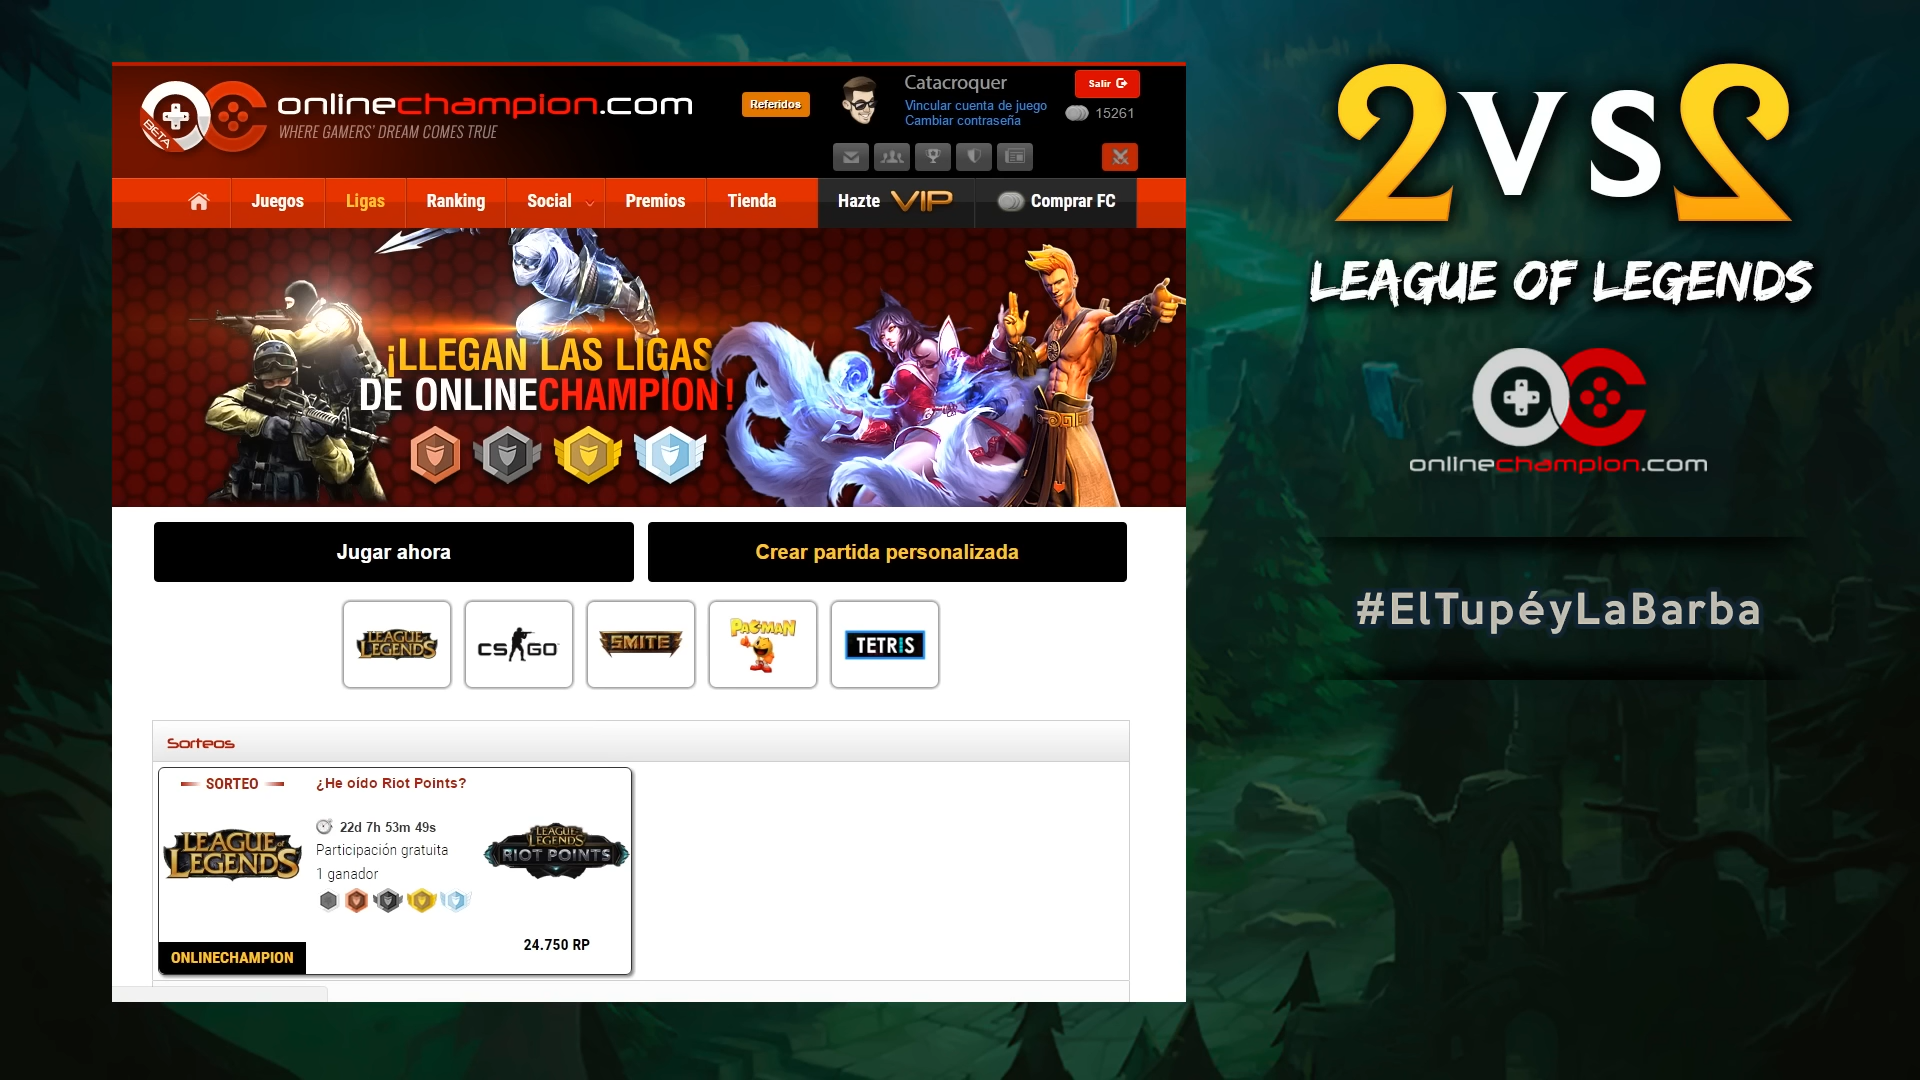 onlinechampion.com
WHERE GAMERS' DREAM COMES TRUE
BETA
Referidos
Catacroquer
Vincular cuenta de juego
Cambiar contraseña
Salir
15261
Juegos
Ligas
Ranking
Social
Premios
Tienda
Hazte VIP
Comprar FC
¡LLEGAN LAS LIGAS
DE ONLINECHAMPION!
Jugar ahora
Crear partida personalizada
LEAGUE of LEGENDS
CS GO
SMITE
PAC-MAN
TETRIS
Sorteos
SORTEO
¿He oído Riot Points?
LEAGUE of
LEGENDS
22d 7h 53m 49s
Participación gratuita
1 ganador
LEAGUE of
LEGENDS
RIOT POINTS
24.750 RP
ONLINECHAMPION
2VS2
LEAGUE OF LEGENDS
onlinechampion.com
#ElTupéyLaBarba